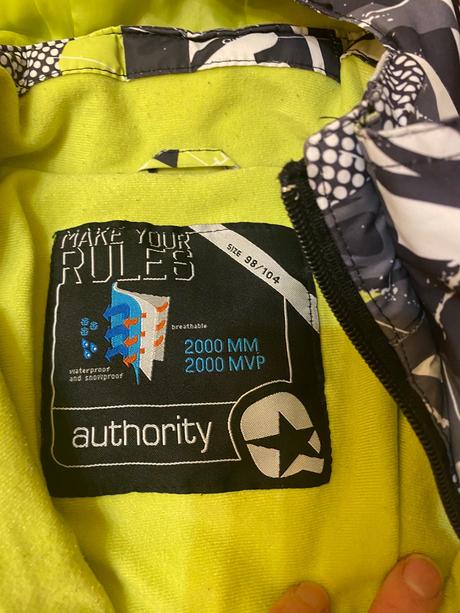 MAKE YOUR
RULES
SIZE 98/104
breathable
waterproof
and snowproof
2000 MM
2000 MVP
authority